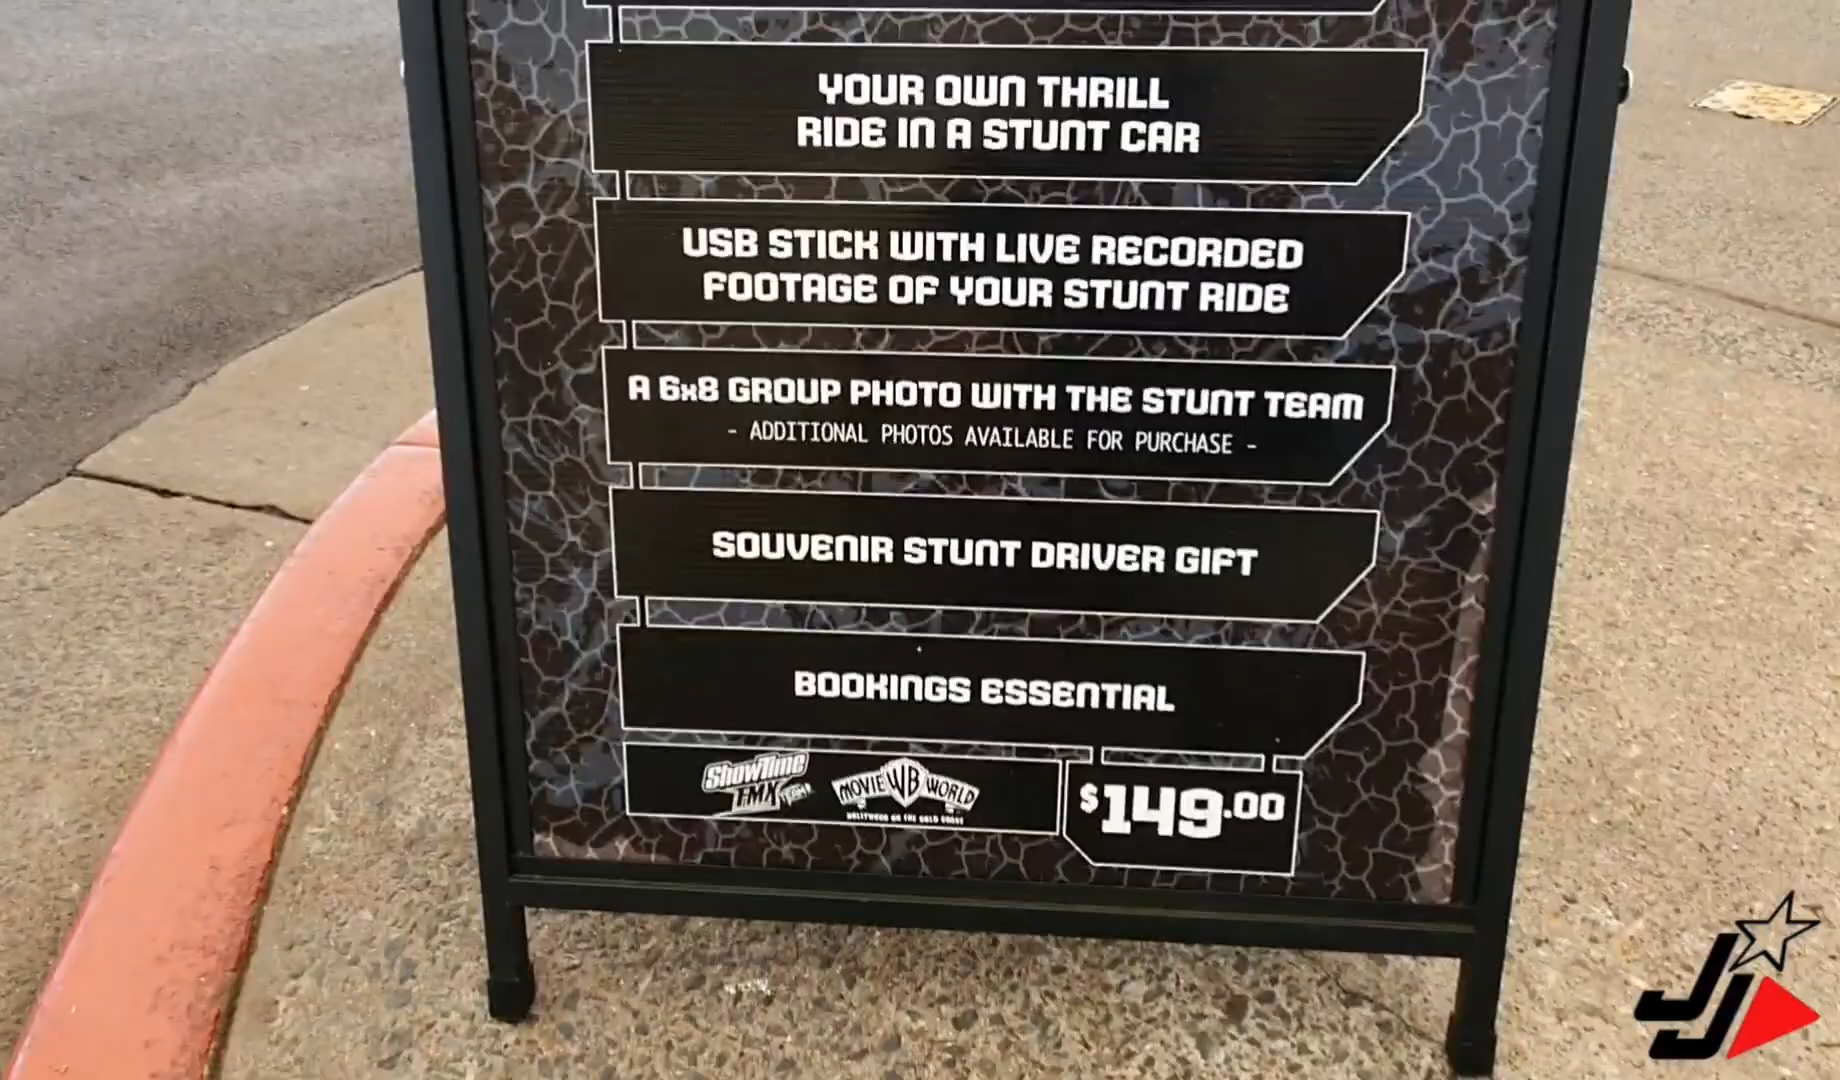 YOUR OWN THRILL
RIDE IN A STUNT CAR
USB STICK WITH LIVE RECORDED
FOOTAGE OF YOUR STUNT RIDE
A 6x8 GROUP PHOTO WITH THE STUNT TEAM
- ADDITIONAL PHOTOS AVAILABLE FOR PURCHASE -
SOUVENIR STUNT DRIVER GIFT
BOOKINGS ESSENTIAL
ShowTime
FMX TEAM
MOVIE WB WORLD
HOLLYWOOD ON THE GOLD COAST
$149.00
JJ